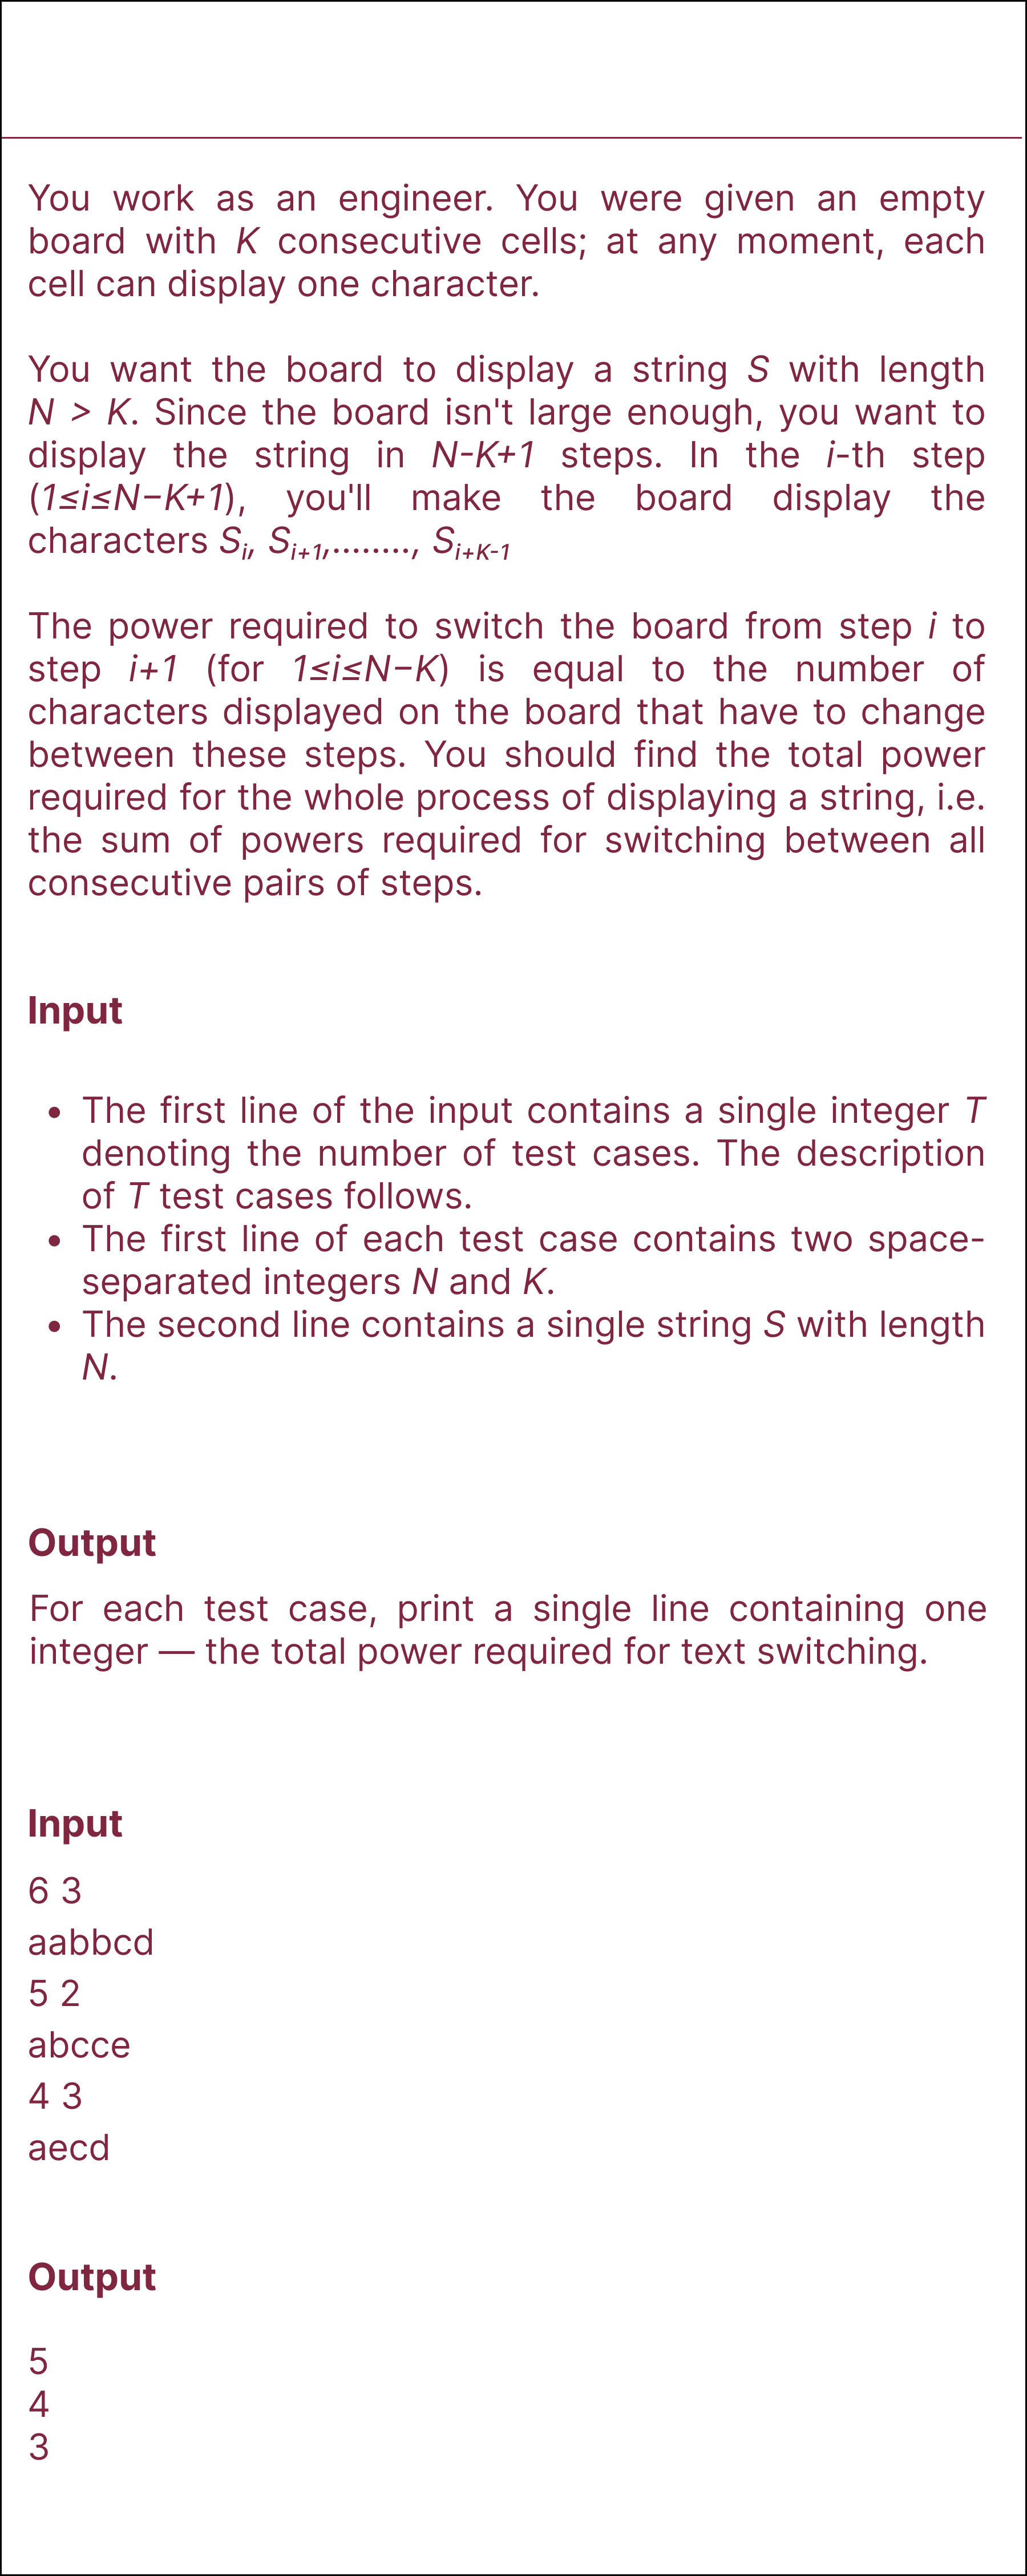 You work as an engineer. You were given an empty
board with K consecutive cells; at any moment, each
cell can display one character.
You want the board to display a string S with length
N > K. Since the board isn't large enough, you want to
display the string in N-K+1 steps. In the i-th step
(1≤i≤N−K+1), you'll make the board display the
characters Si, Si+1,........, Si+K-1
The power required to switch the board from step i to
step i+1 (for 1≤i≤N−K) is equal to the number of
characters displayed on the board that have to change
between these steps. You should find the total power
required for the whole process of displaying a string, i.e.
the sum of powers required for switching between all
consecutive pairs of steps.
Input
• The first line of the input contains a single integer T
denoting the number of test cases. The description
of T test cases follows.
• The first line of each test case contains two space-
separated integers N and K.
• The second line contains a single string S with length
N.
Output
For each test case, print a single line containing one
integer — the total power required for text switching.
Input
6 3
aabbcd
5 2
abcce
4 3
aecd
Output
5
4
3